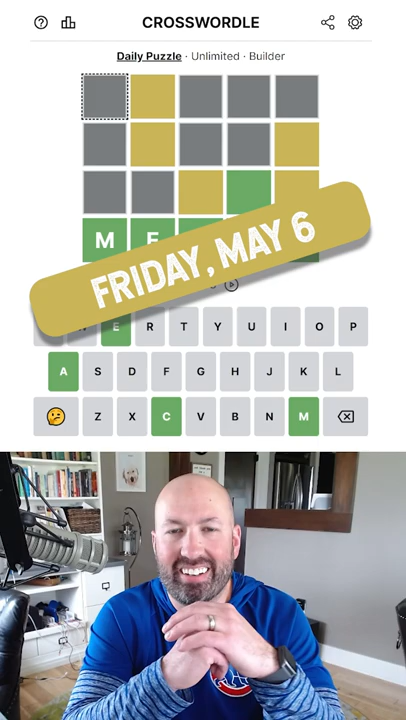 CROSSWORDLE
Daily Puzzle · Unlimited · Builder
M E
FRIDAY, MAY 6
E R T Y U I O P
A S D F G H J K L
Z X C V B N M